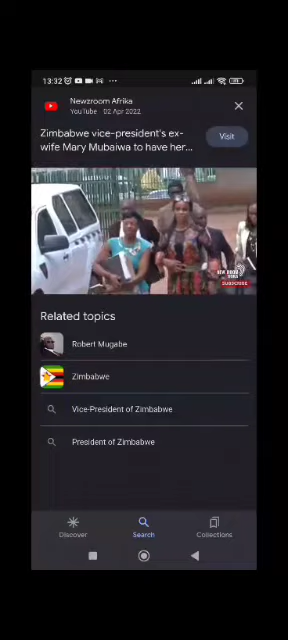 13:32
Newzroom Afrika
YouTube · 02 Apr 2022
Zimbabwe vice-president's ex-
wife Mary Mubaiwa to have her...
Visit
SUBSCRIBE
Related topics
Robert Mugabe
Zimbabwe
Vice-President of Zimbabwe
President of Zimbabwe
Discover
Search
Collections